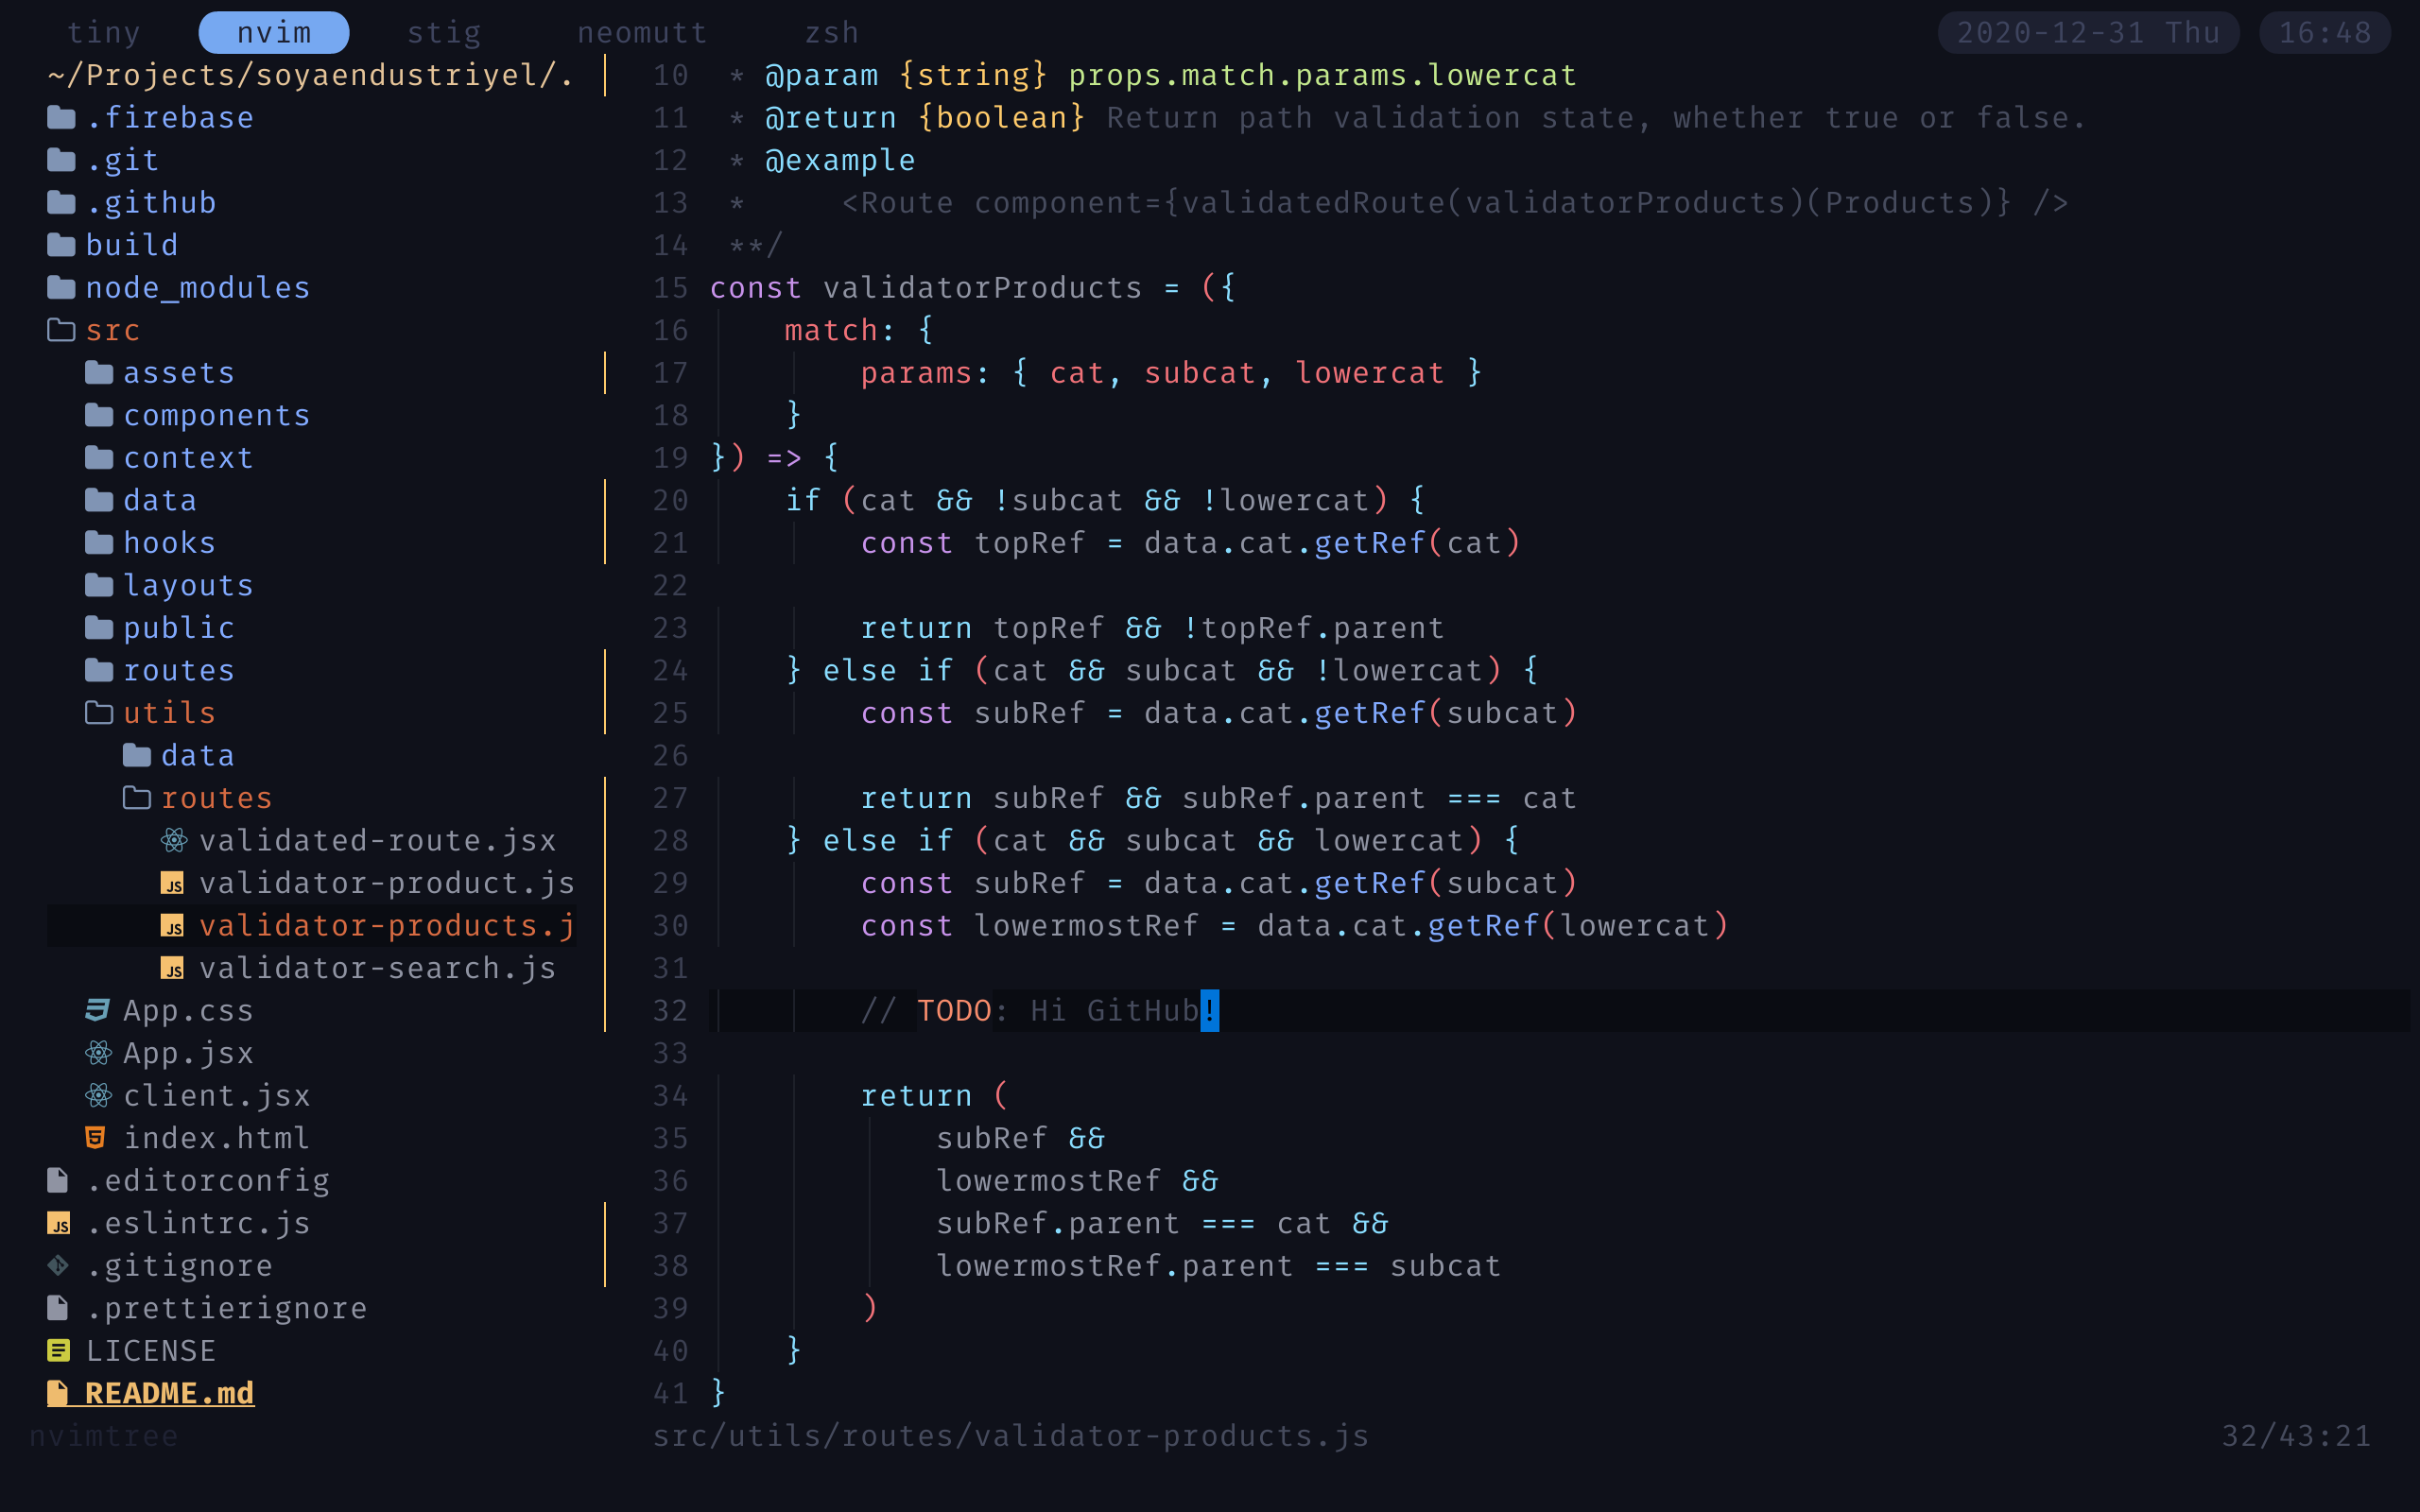 tiny nvim stig neomutt zsh 2020-12-31 Thu 16:48
~/Projects/soyaendustriyel/.
.firebase
.git
.github
build
node_modules
src
assets
components
context
data
hooks
layouts
public
routes
utils
data
routes
validated-route.jsx
JS validator-product.js
JS validator-products.j
JS validator-search.js
App.css
App.jsx
client.jsx
index.html
.editorconfig
JS .eslintrc.js
.gitignore
.prettierignore
LICENSE
README.md
nvimtree
10  * @param {string} props.match.params.lowercat
11  * @return {boolean} Return path validation state, whether true or false.
12  * @example
13  *     <Route component={validatedRoute(validatorProducts)(Products)} />
14  **/
15 const validatorProducts = ({
16     match: {
17         params: { cat, subcat, lowercat }
18     }
19 }) => {
20     if (cat && !subcat && !lowercat) {
21         const topRef = data.cat.getRef(cat)
22
23         return topRef && !topRef.parent
24     } else if (cat && subcat && !lowercat) {
25         const subRef = data.cat.getRef(subcat)
26
27         return subRef && subRef.parent === cat
28     } else if (cat && subcat && lowercat) {
29         const subRef = data.cat.getRef(subcat)
30         const lowermostRef = data.cat.getRef(lowercat)
31
32         // TODO: Hi GitHub!
33
34         return (
35             subRef &&
36             lowermostRef &&
37             subRef.parent === cat &&
38             lowermostRef.parent === subcat
39         )
40     }
41 }
src/utils/routes/validator-products.js 32/43:21